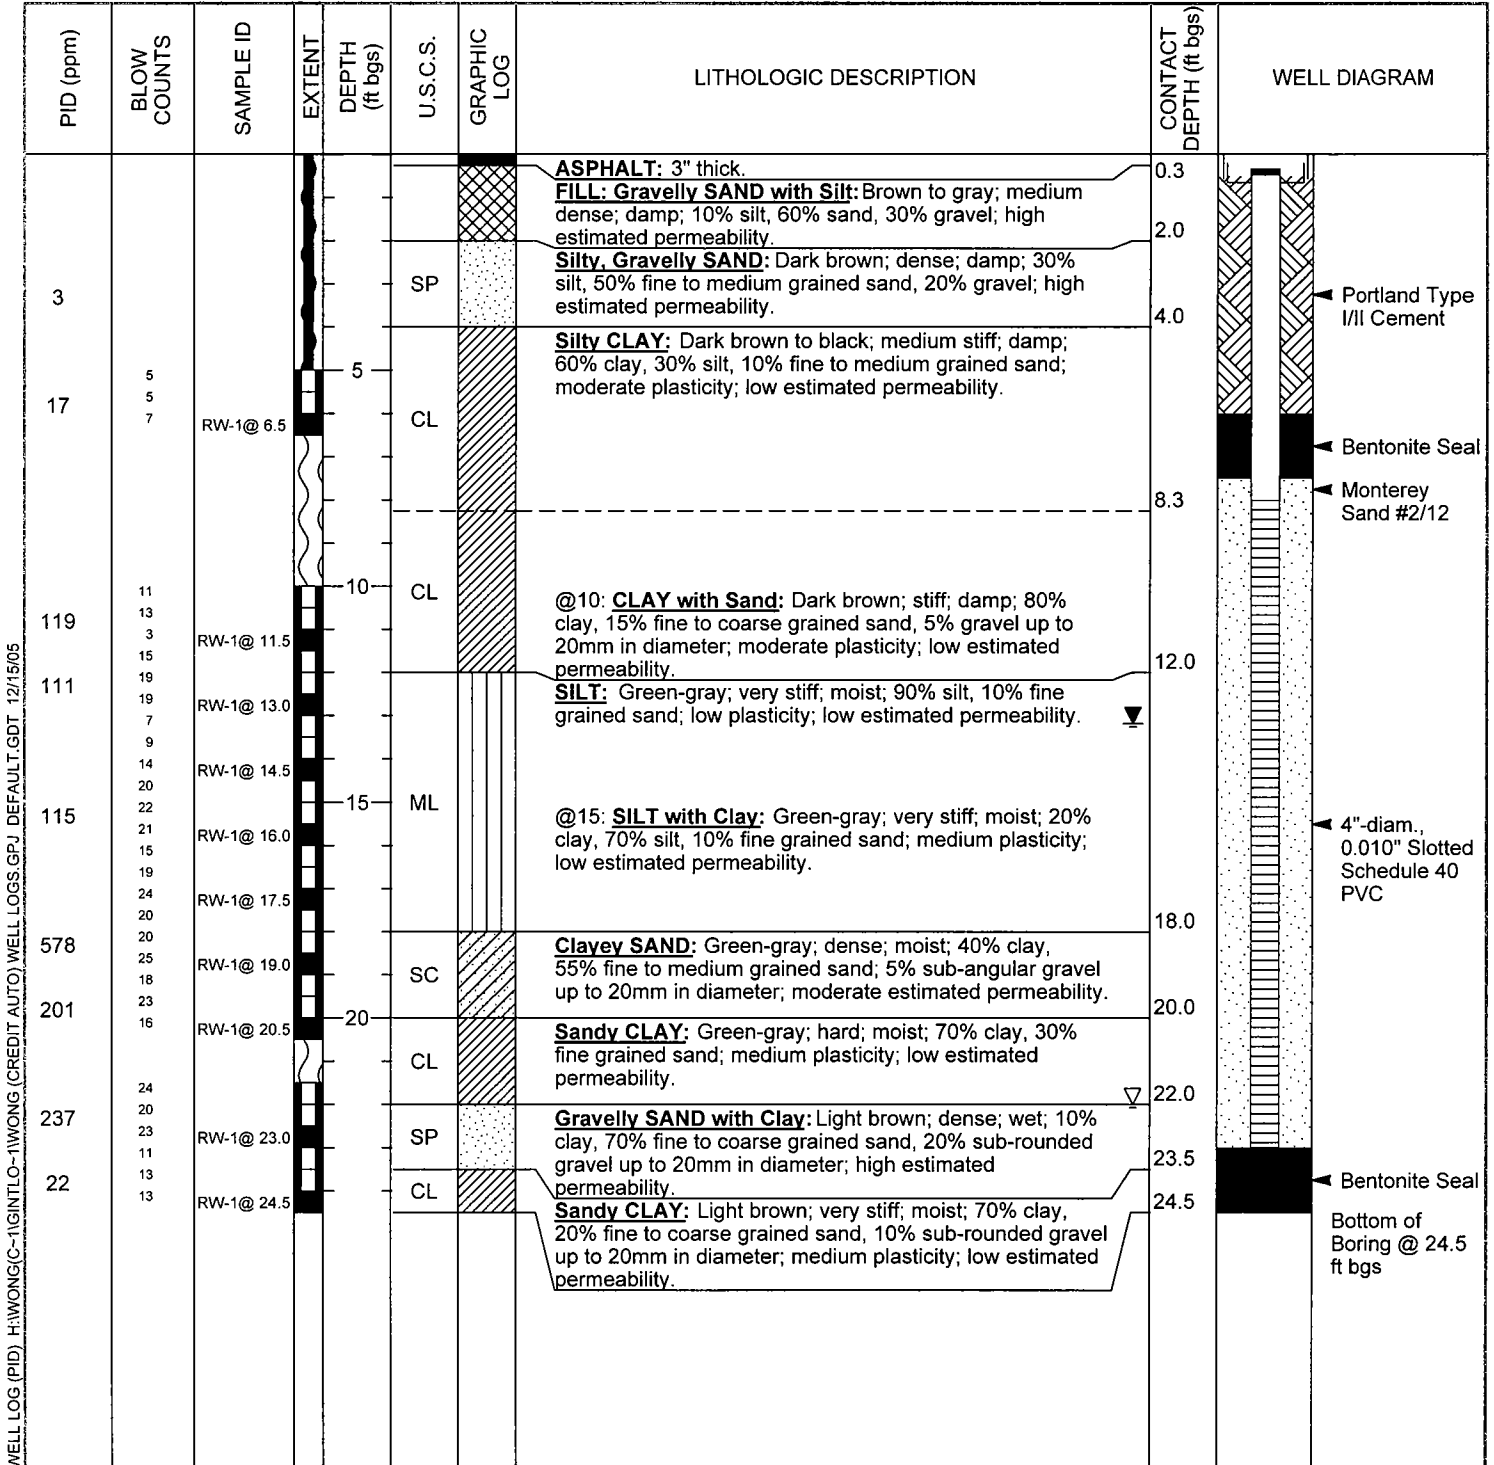 PID (ppm)
BLOW
COUNTS
SAMPLE ID
EXTENT
DEPTH
(ft bgs)
U.S.C.S.
GRAPHIC
LOG
LITHOLOGIC DESCRIPTION
CONTACT
DEPTH (ft bgs)
WELL DIAGRAM
ASPHALT: 3" thick.
0.3
FILL: Gravelly SAND with Silt: Brown to gray; medium
dense; damp; 10% silt, 60% sand, 30% gravel; high
estimated permeability.
2.0
3
SP
Silty, Gravelly SAND: Dark brown; dense; damp; 30%
silt, 50% fine to medium grained sand, 20% gravel; high
estimated permeability.
4.0
Portland Type
I/II Cement
Silty CLAY: Dark brown to black; medium stiff; damp;
60% clay, 30% silt, 10% fine to medium grained sand;
moderate plasticity; low estimated permeability.
5
5
5
7
17
RW-1@ 6.5
CL
Bentonite Seal
8.3
Monterey
Sand #2/12
10
CL
11
13
3
15
119
RW-1@ 11.5
@10: CLAY with Sand: Dark brown; stiff; damp; 80%
clay, 15% fine to coarse grained sand, 5% gravel up to
20mm in diameter; moderate plasticity; low estimated
permeability.
12.0
19
19
7
9
111
RW-1@ 13.0
SILT: Green-gray; very stiff; moist; 90% silt, 10% fine
grained sand; low plasticity; low estimated permeability.
14
20
22
RW-1@ 14.5
15
ML
115
21
15
19
RW-1@ 16.0
@15: SILT with Clay: Green-gray; very stiff; moist; 20%
clay, 70% silt, 10% fine grained sand; medium plasticity;
low estimated permeability.
4"-diam.,
0.010" Slotted
Schedule 40
PVC
24
20
RW-1@ 17.5
18.0
578
20
25
18
RW-1@ 19.0
SC
Clayey SAND: Green-gray; dense; moist; 40% clay,
55% fine to medium grained sand; 5% sub-angular gravel
up to 20mm in diameter; moderate estimated permeability.
20.0
201
23
16
RW-1@ 20.5
20
CL
Sandy CLAY: Green-gray; hard; moist; 70% clay, 30%
fine grained sand; medium plasticity; low estimated
permeability.
22.0
24
20
23
237
RW-1@ 23.0
SP
Gravelly SAND with Clay: Light brown; dense; wet; 10%
clay, 70% fine to coarse grained sand, 20% sub-rounded
gravel up to 20mm in diameter; high estimated
permeability.
23.5
11
13
13
22
RW-1@ 24.5
CL
Bentonite Seal
24.5
Sandy CLAY: Light brown; very stiff; moist; 70% clay,
20% fine to coarse grained sand, 10% sub-rounded gravel
up to 20mm in diameter; medium plasticity; low estimated
permeability.
Bottom of
Boring @ 24.5
ft bgs
WELL LOG (PID) H:\WONG(C~1\GINTLO~1\WONG (CREDIT AUTO) WELL LOGS.GPJ DEFAULT.GDT 12/15/05